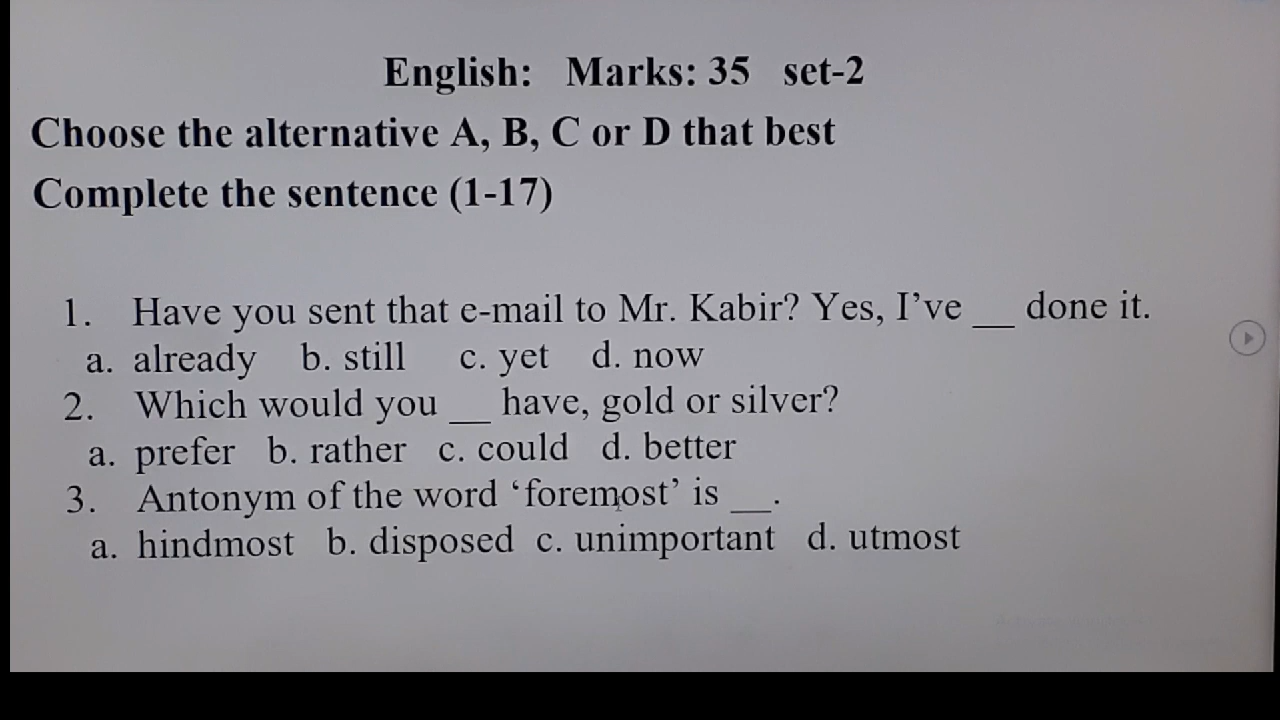 English: Marks: 35 set-2
Choose the alternative A, B, C or D that best
Complete the sentence (1-17)
1. Have you sent that e-mail to Mr. Kabir? Yes, I’ve __ done it.
a. already b. still c. yet d. now
2. Which would you __ have, gold or silver?
a. prefer b. rather c. could d. better
3. Antonym of the word ‘foremost’ is __.
a. hindmost b. disposed c. unimportant d. utmost